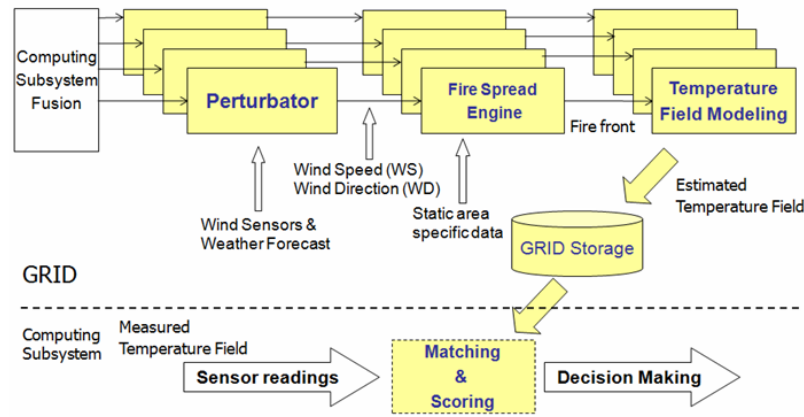 Computing
Subsystem
Fusion
Perturbator
Fire Spread
Engine
Temperature
Field Modeling
Fire front
Wind Speed (WS)
Wind Direction (WD)
Wind Sensors &
Weather Forecast
Static area
specific data
Estimated
Temperature Field
GRID Storage
GRID
Computing
Subsystem
Measured
Temperature Field
Sensor readings
Matching
&
Scoring
Decision Making